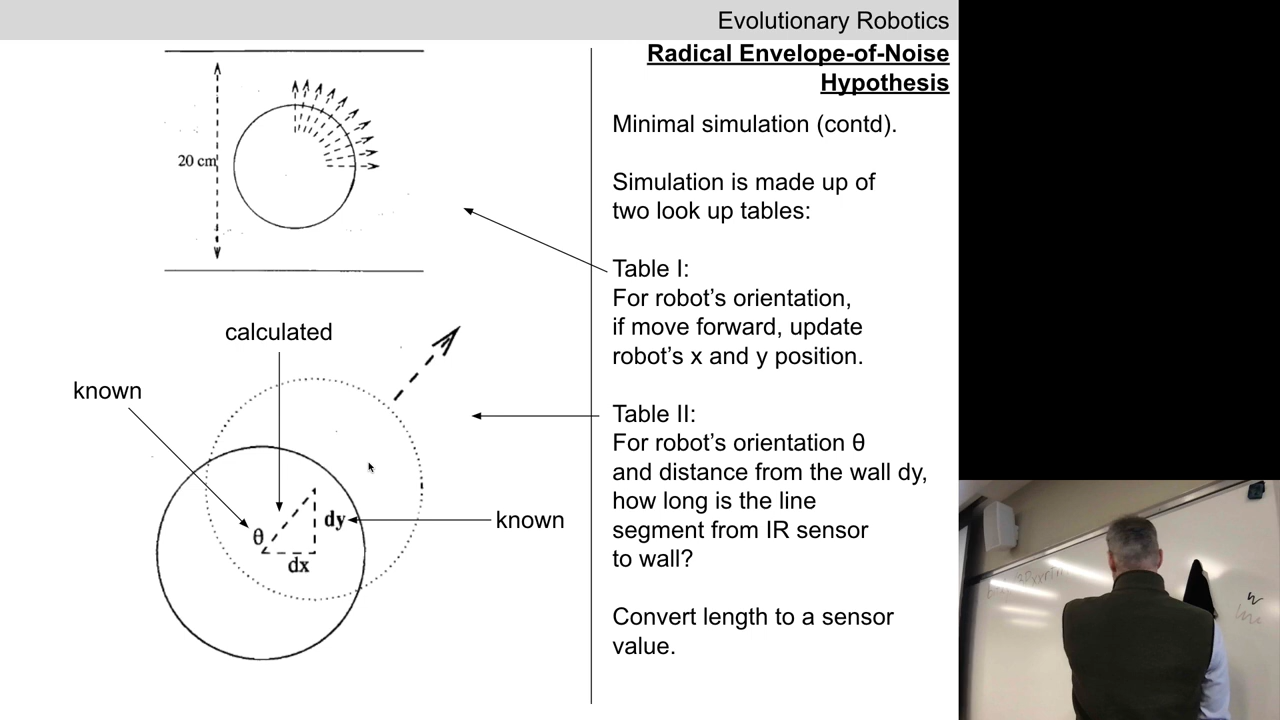 Evolutionary Robotics
Radical Envelope-of-Noise
Hypothesis
20 cm
calculated
known
θ
dy
dx
known
Minimal simulation (contd).
Simulation is made up of
two look up tables:
Table I:
For robot’s orientation,
if move forward, update
robot’s x and y position.
Table II:
For robot’s orientation θ
and distance from the wall dy,
how long is the line
segment from IR sensor
to wall?
Convert length to a sensor
value.